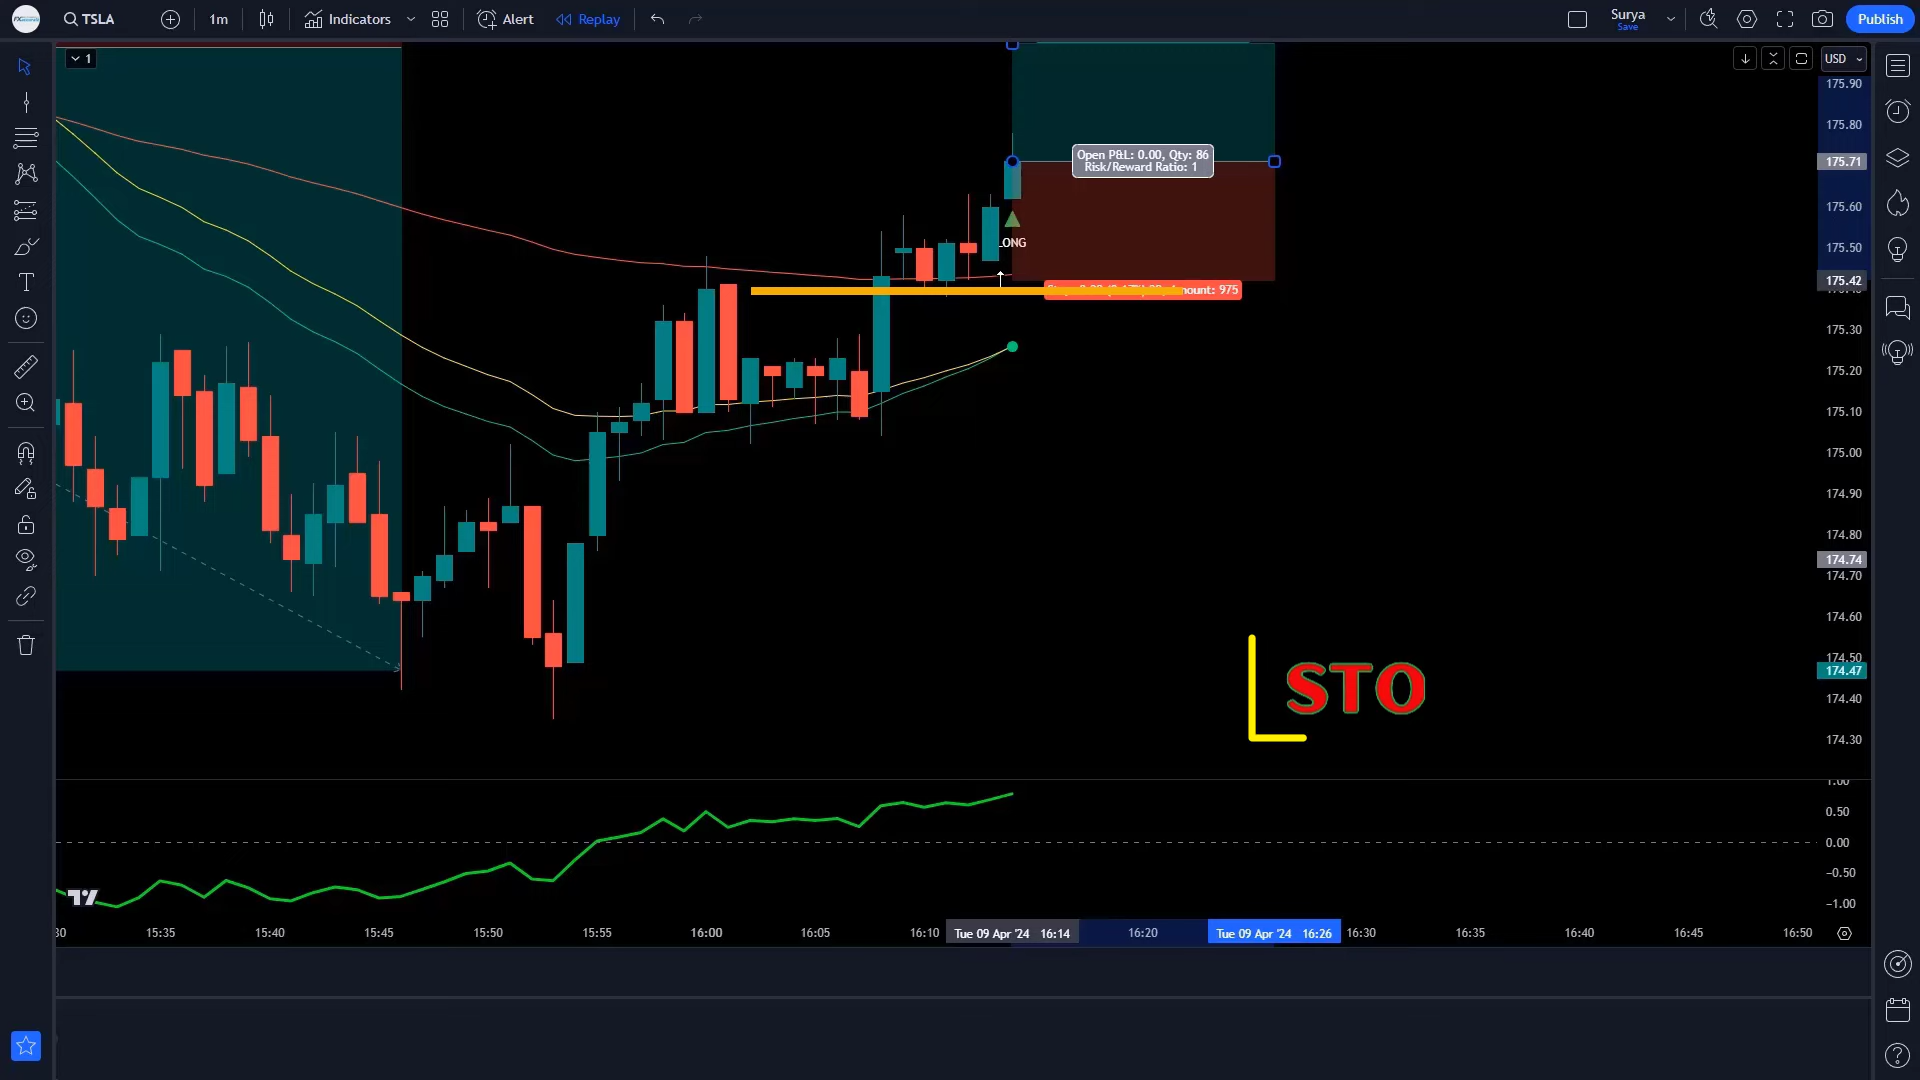 TSLA
1m
Indicators
Alert
Replay
Surya
Save
Publish
1
USD
175.90
175.80
175.71
175.60
175.50
175.42
175.30
175.20
175.10
175.00
174.90
174.80
174.74
174.70
174.60
174.50
174.47
174.40
174.30
Open P&L: 0.00, Qty: 86
Risk/Reward Ratio: 1
LONG
Amount: 975
STO
1.00
0.50
0.00
−0.50
−1.00
15:35
15:40
15:45
15:50
15:55
16:00
16:05
16:10
Tue 09 Apr '24 16:14
16:20
Tue 09 Apr '24 16:26
16:30
16:35
16:40
16:45
16:50